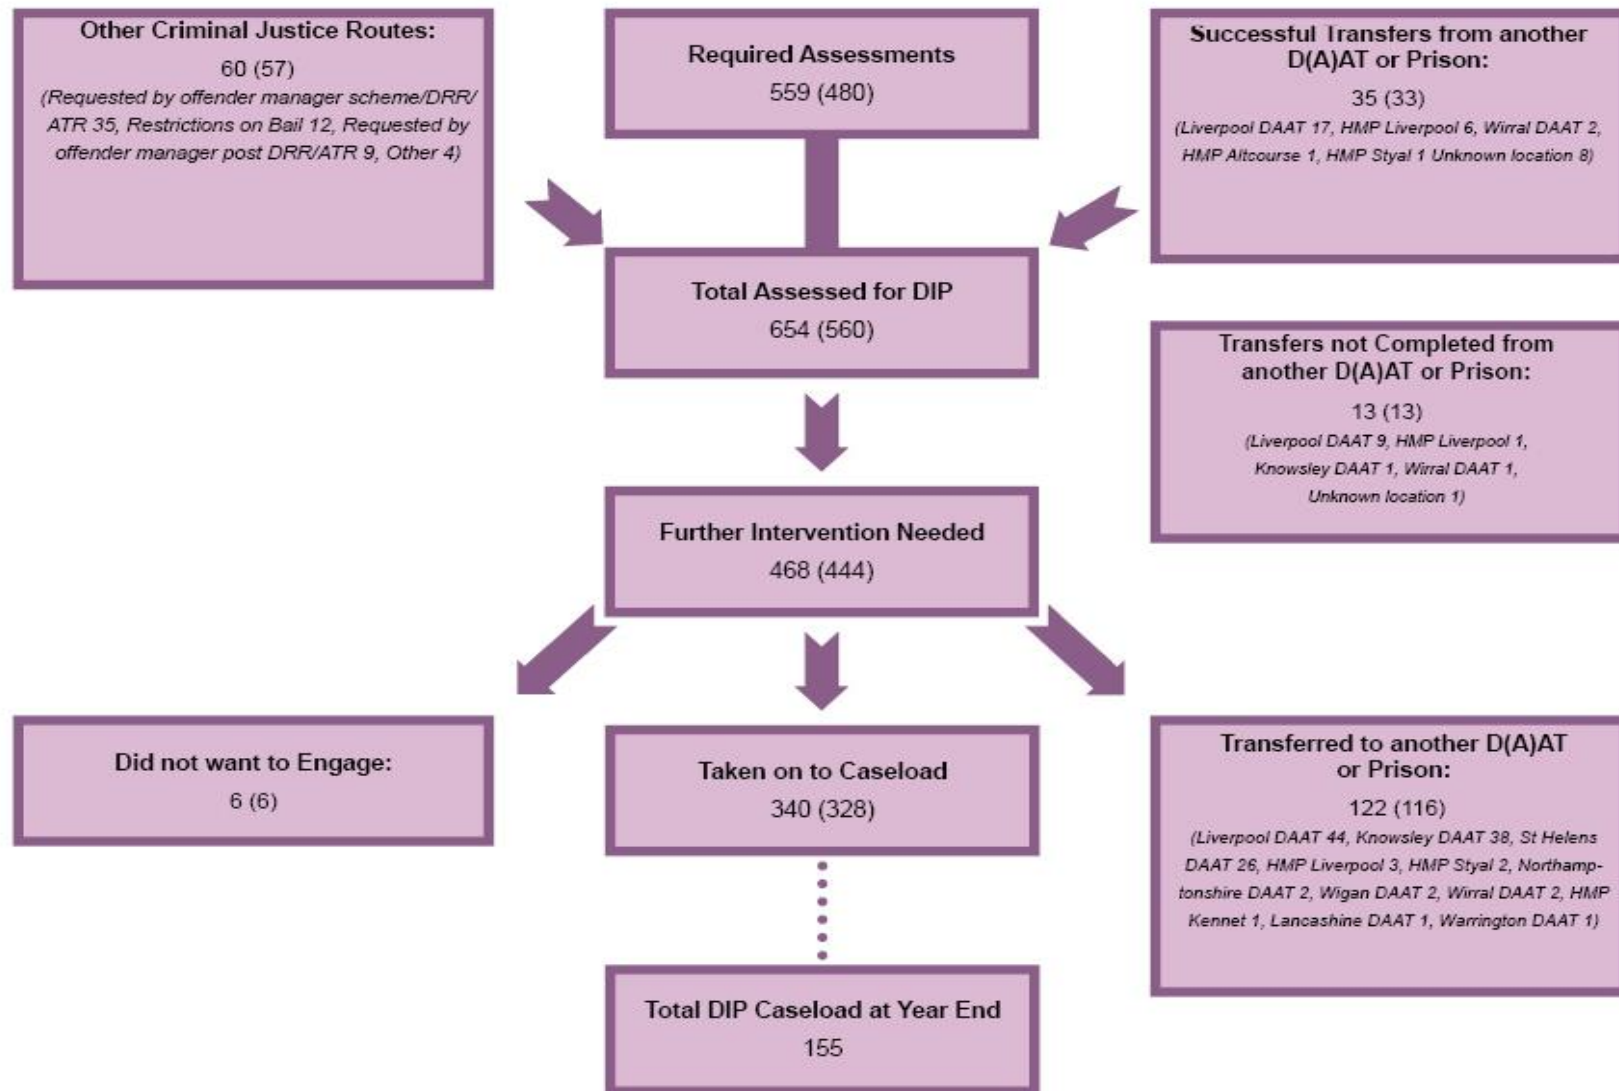 Other Criminal Justice Routes:
60 (57)
(Requested by offender manager scheme/DRR/
ATR 35, Restrictions on Bail 12, Requested by
offender manager post DRR/ATR 9, Other 4)
Required Assessments
559 (480)
Successful Transfers from another
D(A)AT or Prison:
35 (33)
(Liverpool DAAT 17, HMP Liverpool 6, Wirral DAAT 2,
HMP Altcourse 1, HMP Styal 1 Unknown location 8)
Total Assessed for DIP
654 (560)
Transfers not Completed from
another D(A)AT or Prison:
13 (13)
(Liverpool DAAT 9, HMP Liverpool 1,
Knowsley DAAT 1, Wirral DAAT 1,
Unknown location 1)
Further Intervention Needed
468 (444)
Did not want to Engage:
6 (6)
Taken on to Caseload
340 (328)
Transferred to another D(A)AT
or Prison:
122 (116)
(Liverpool DAAT 44, Knowsley DAAT 38, St Helens
DAAT 26, HMP Liverpool 3, HMP Styal 2, Northamp-
tonshire DAAT 2, Wigan DAAT 2, Wirral DAAT 2, HMP
Kennet 1, Lancashine DAAT 1, Warrington DAAT 1)
Total DIP Caseload at Year End
155